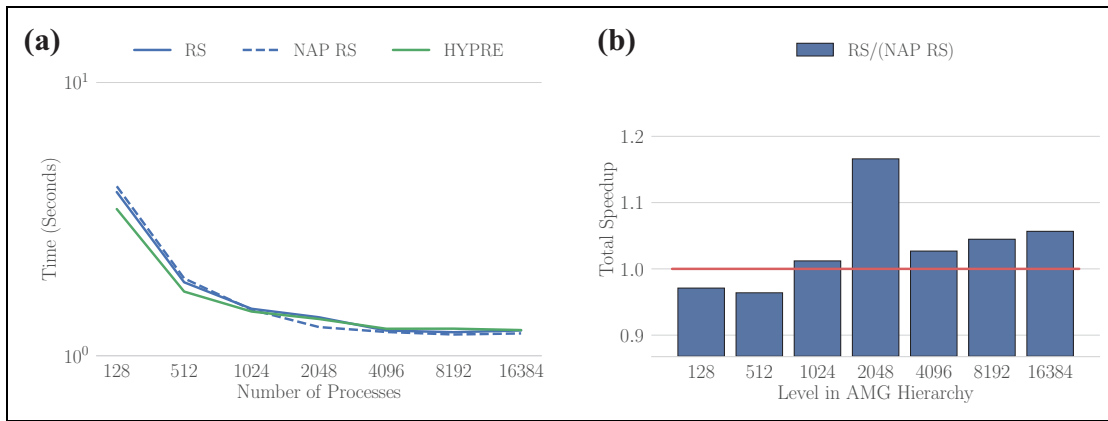 (a)
RS NAP RS HYPRE
10^1
Time (Seconds)
10^0
128 512 1024 2048 4096 8192 16384
Number of Processes
(b)
RS/(NAP RS)
1.2
1.1
1.0
0.9
Total Speedup
128 512 1024 2048 4096 8192 16384
Level in AMG Hierarchy